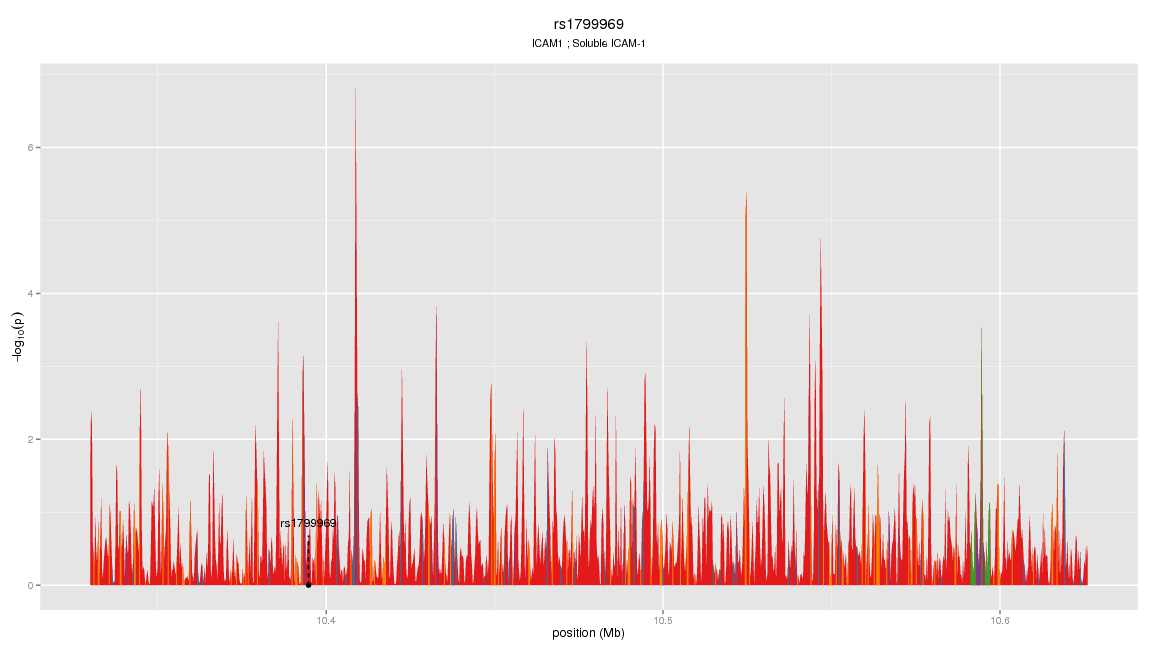 rs1799969
ICAM1 ; Soluble ICAM-1
6
4
2
0
−log10(p)
rs1799969
10.4
10.5
10.6
position (Mb)